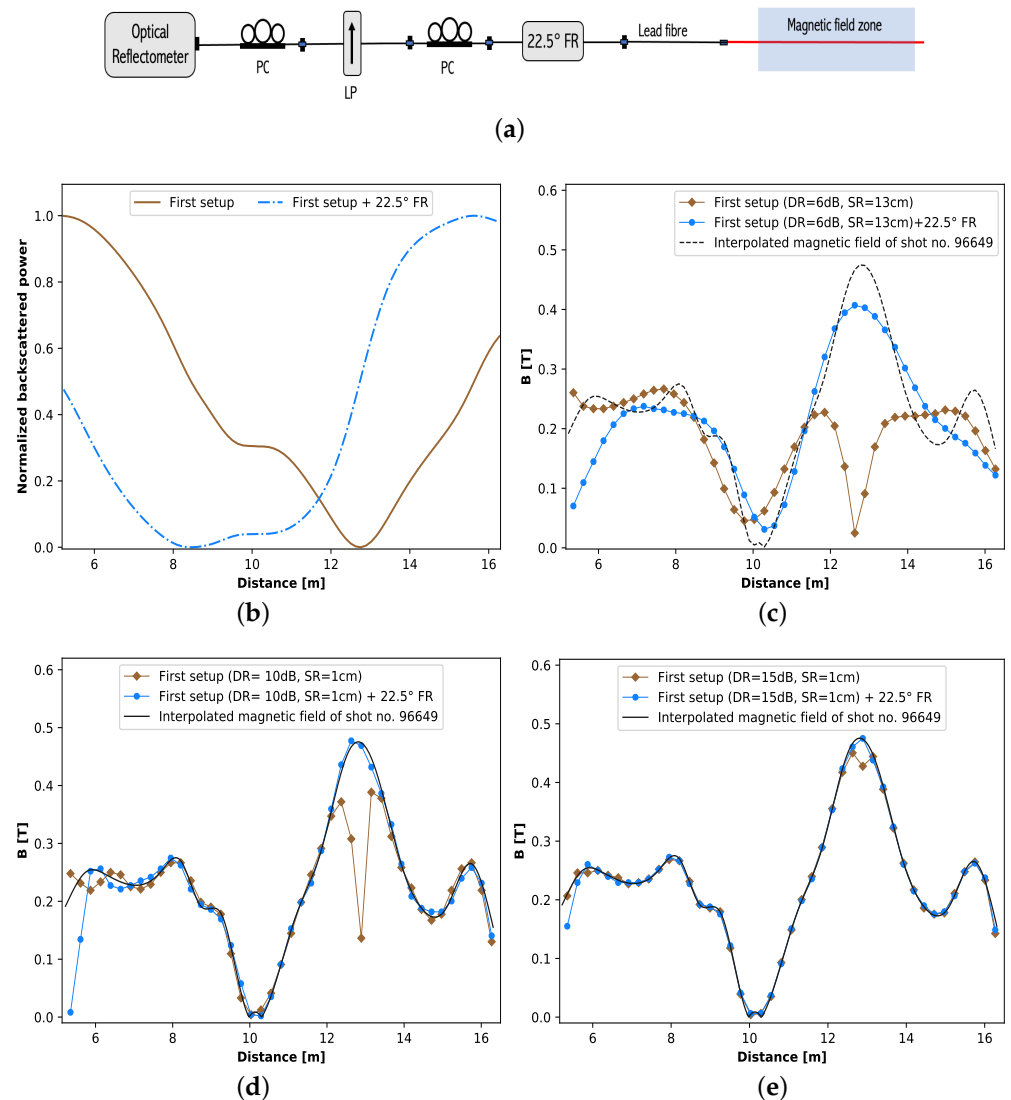 Optical
Reflectometer
PC
LP
PC
22.5° FR
Lead fibre
Magnetic field zone
(a)
First setup
First setup + 22.5° FR
Normalized backscattered power
1.0
0.8
0.6
0.4
0.2
0.0
6 8 10 12 14 16
Distance [m]
(b)
First setup (DR=6dB, SR=13cm)
First setup (DR=6dB, SR=13cm)+22.5° FR
Interpolated magnetic field of shot no. 96649
B [T]
0.6
0.5
0.4
0.3
0.2
0.1
0.0
6 8 10 12 14 16
Distance [m]
(c)
First setup (DR= 10dB, SR=1cm)
First setup (DR= 10dB, SR=1cm) + 22.5° FR
Interpolated magnetic field of shot no. 96649
B [T]
0.6
0.5
0.4
0.3
0.2
0.1
0.0
6 8 10 12 14 16
Distance [m]
(d)
First setup (DR=15dB, SR=1cm)
First setup (DR=15dB, SR=1cm) + 22.5° FR
Interpolated magnetic field of shot no. 96649
B [T]
0.6
0.5
0.4
0.3
0.2
0.1
0.0
6 8 10 12 14 16
Distance [m]
(e)